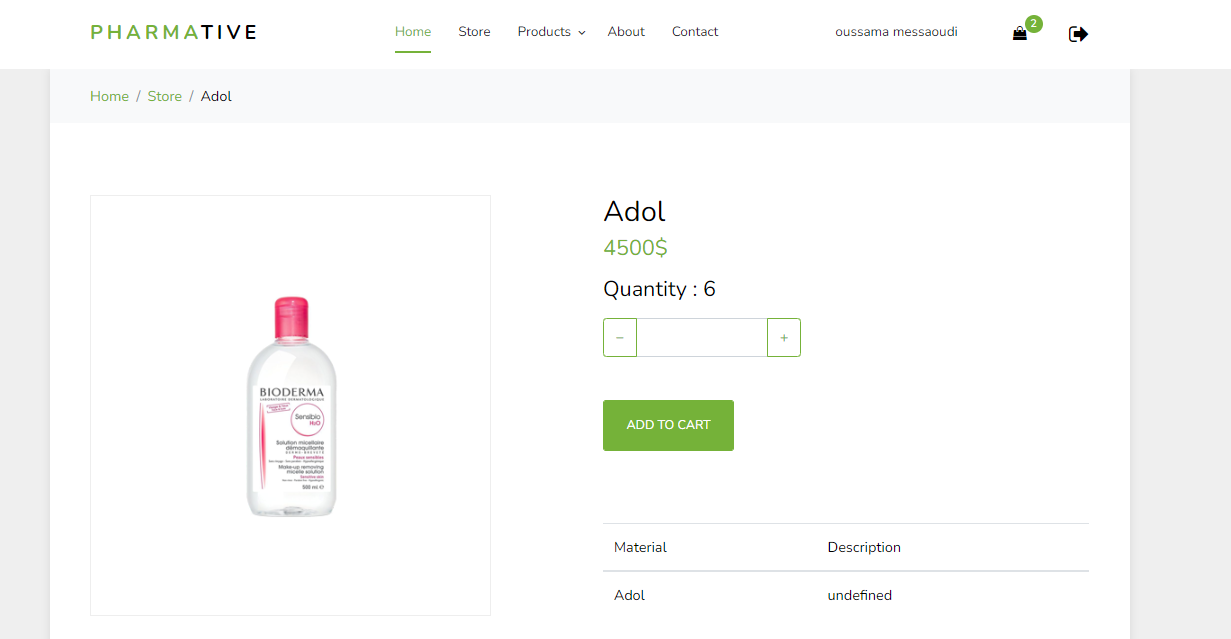 PHARMATIVE Home Store Products About Contact oussama messaoudi 2
Home / Store / Adol
Adol
4500$
Quantity : 6
− +
ADD TO CART
BIODERMA
LABORATOIRE DERMATOLOGIQUE
Sensibio
H₂O
Solution micellaire
démaquillante
Peaux sensibles
Make-up removing
micelle solution
Sensitive skin
500 ml ℮
Material Description
Adol undefined